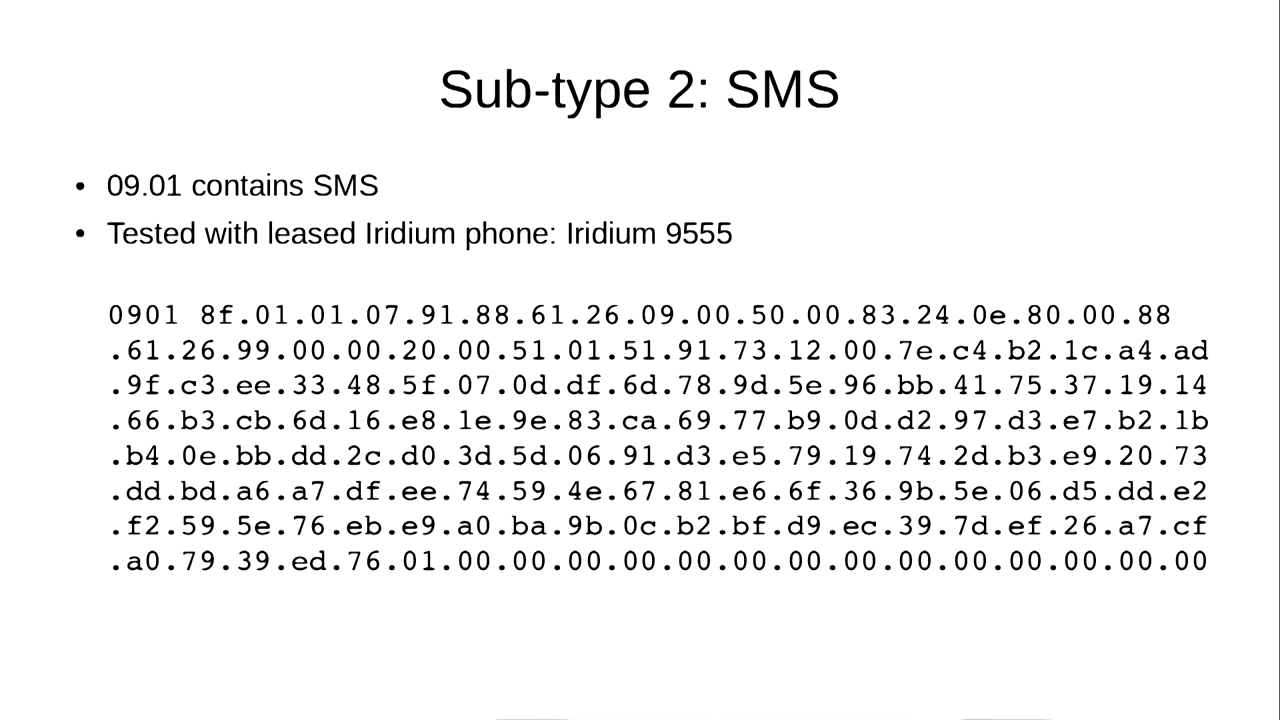 Sub-type 2: SMS
• 09.01 contains SMS
• Tested with leased Iridium phone: Iridium 9555
0901 8f.01.01.07.91.88.61.26.09.00.50.00.83.24.0e.80.00.88
.61.26.99.00.00.20.00.51.01.51.91.73.12.00.7e.c4.b2.1c.a4.ad
.9f.c3.ee.33.48.5f.07.0d.df.6d.78.9d.5e.96.bb.41.75.37.19.14
.66.b3.cb.6d.16.e8.1e.9e.83.ca.69.77.b9.0d.d2.97.d3.e7.b2.1b
.b4.0e.bb.dd.2c.d0.3d.5d.06.91.d3.e5.79.19.74.2d.b3.e9.20.73
.dd.bd.a6.a7.df.ee.74.59.4e.67.81.e6.6f.36.9b.5e.06.d5.dd.e2
.f2.59.5e.76.eb.e9.a0.ba.9b.0c.b2.bf.d9.ec.39.7d.ef.26.a7.cf
.a0.79.39.ed.76.01.00.00.00.00.00.00.00.00.00.00.00.00.00.00